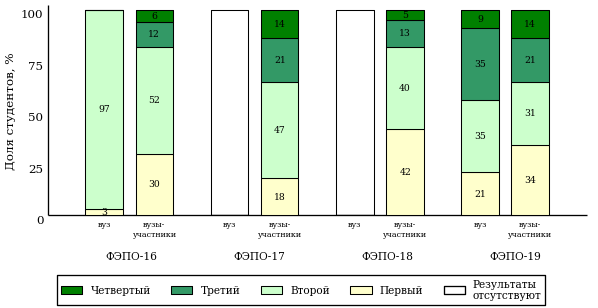 100
75
50
25
0
Доля студентов, %
97
3
6
12
52
30
14
21
47
18
5
13
40
42
9
35
35
21
14
21
31
34
вуз
вузы-
участники
вуз
вузы-
участники
вуз
вузы-
участники
вуз
вузы-
участники
ФЭПО-16
ФЭПО-17
ФЭПО-18
ФЭПО-19
Четвертый
Третий
Второй
Первый
Результаты
отсутствуют